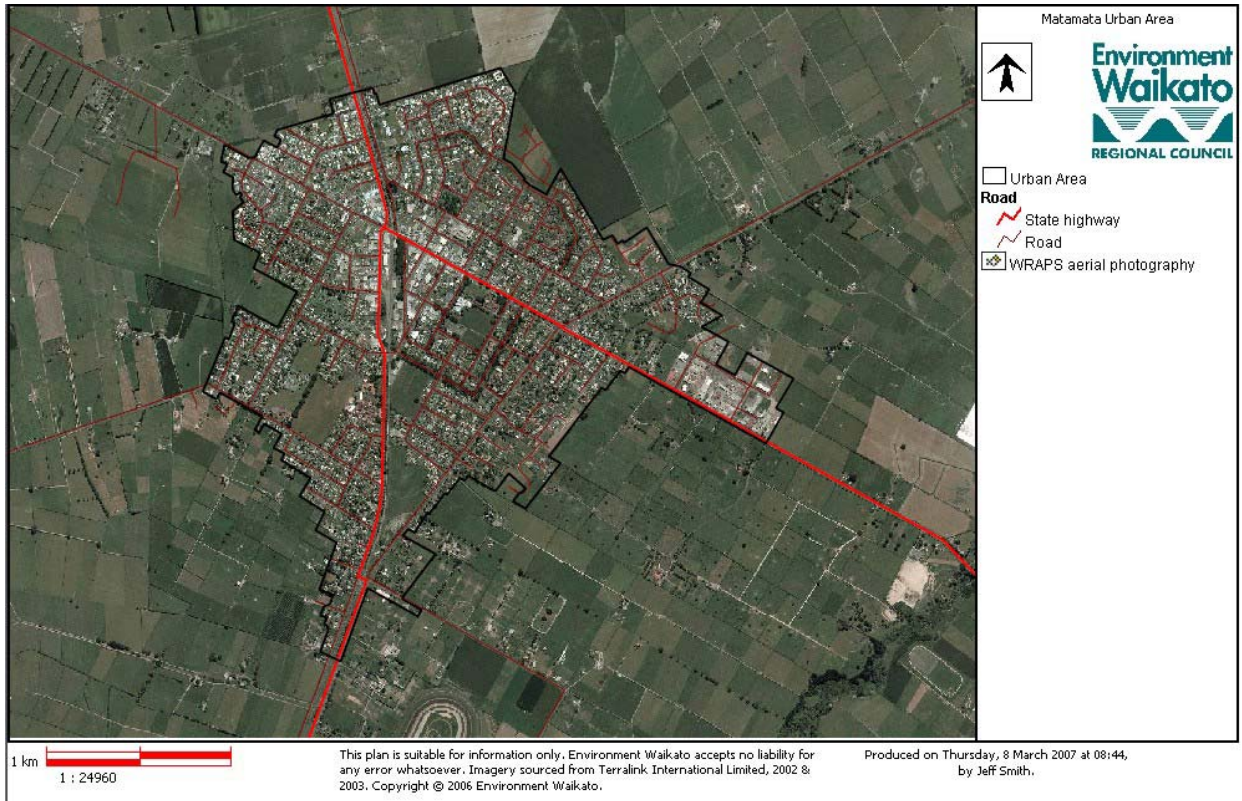 Matamata Urban Area
Environment
Waikato
REGIONAL COUNCIL
Urban Area
Road
State highway
Road
WRAPS aerial photography
1 km
1 : 24960
This plan is suitable for information only. Environment Waikato accepts no liability for
any error whatsoever. Imagery sourced from Terralink International Limited, 2002 &
2003. Copyright © 2006 Environment Waikato.
Produced on Thursday, 8 March 2007 at 08:44,
by Jeff Smith.